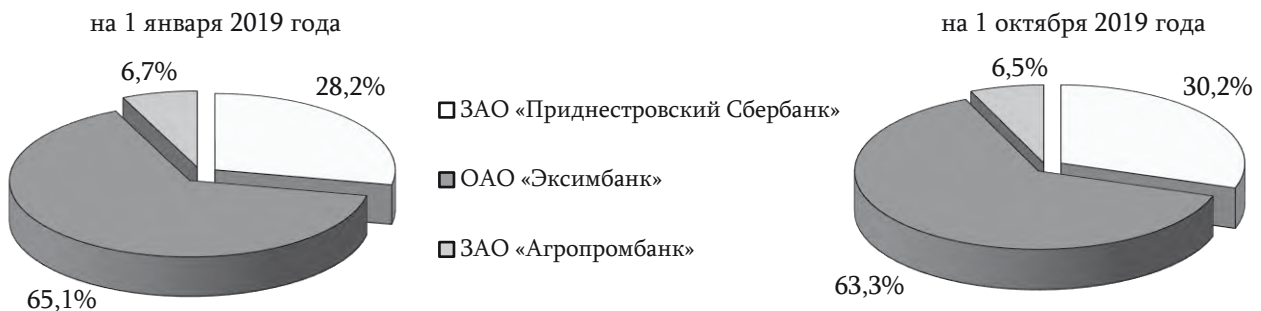 на 1 января 2019 года
6,7%
28,2%
65,1%
ЗАО «Приднестровский Сбербанк»
ОАО «Эксимбанк»
ЗАО «Агропромбанк»
на 1 октября 2019 года
6,5%
30,2%
63,3%